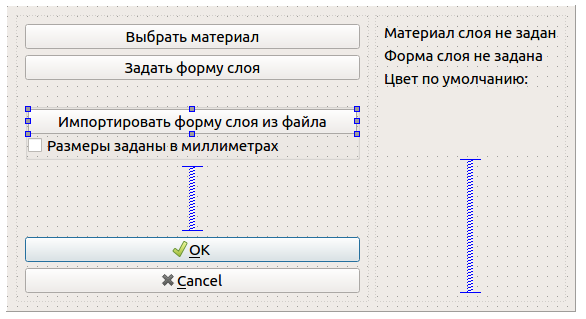 Выбрать материал
Задать форму слоя
Импортировать форму слоя из файла
Размеры заданы в миллиметрах
OK
Cancel
Материал слоя не задан
Форма слоя не задана
Цвет по умолчанию: